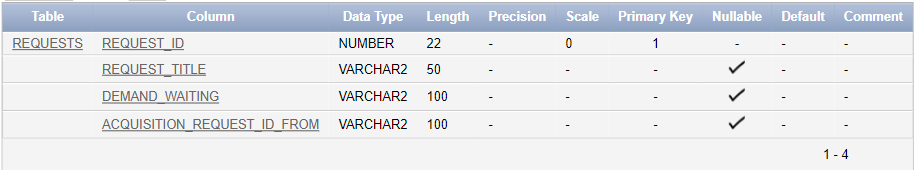 Table Column Data Type Length Precision Scale Primary Key Nullable Default Comment
REQUESTS REQUEST_ID NUMBER 22 - 0 1 - - -
REQUEST_TITLE VARCHAR2 50 - - - ✓ - -
DEMAND_WAITING VARCHAR2 100 - - - ✓ - -
ACQUISITION_REQUEST_ID_FROM VARCHAR2 100 - - - ✓ - -
1 - 4